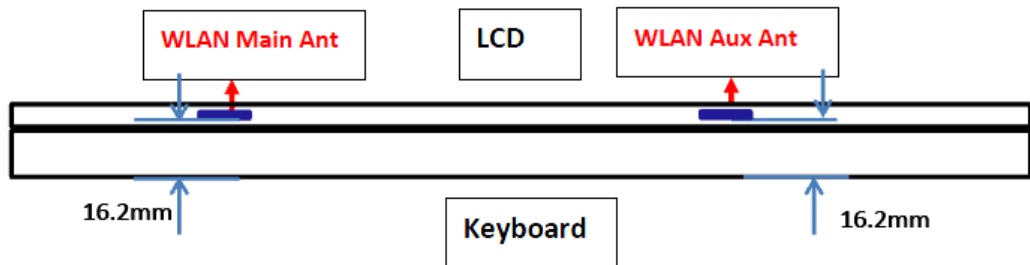 WLAN Main Ant
LCD
WLAN Aux Ant
16.2mm
16.2mm
Keyboard